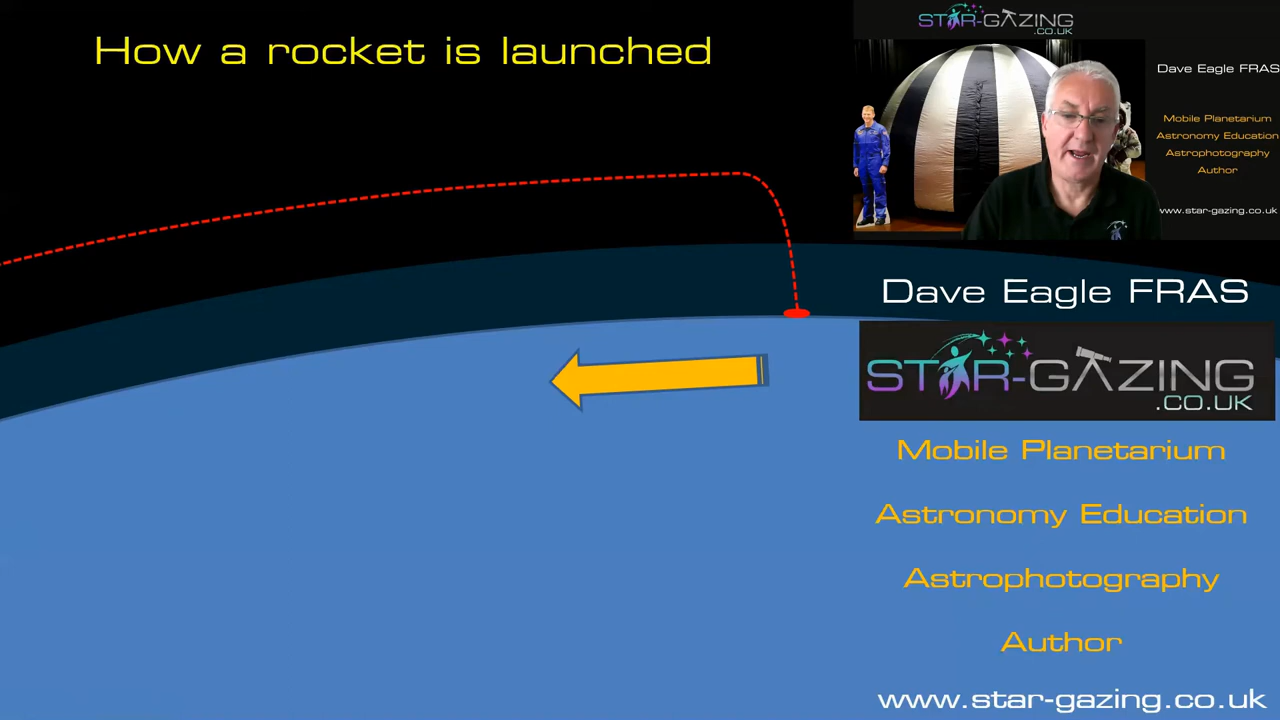 How a rocket is launched
STAR-GAZING
.CO.UK
Dave Eagle FRAS
Mobile Planetarium
Astronomy Education
Astrophotography
Author
www.star-gazing.co.uk
Dave Eagle FRAS
STAR-GAZING
.CO.UK
Mobile Planetarium
Astronomy Education
Astrophotography
Author
www.star-gazing.co.uk